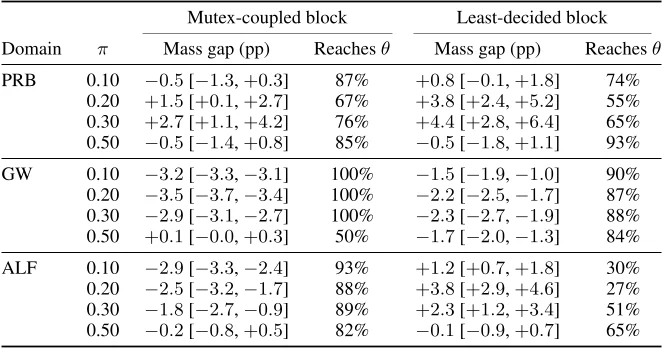 Mutex-coupled block Least-decided block
Domain π Mass gap (pp) Reaches θ Mass gap (pp) Reaches θ
PRB 0.10 −0.5 [−1.3, +0.3] 87% +0.8 [−0.1, +1.8] 74%
0.20 +1.5 [+0.1, +2.7] 67% +3.8 [+2.4, +5.2] 55%
0.30 +2.7 [+1.1, +4.2] 76% +4.4 [+2.8, +6.4] 65%
0.50 −0.5 [−1.4, +0.8] 85% −0.5 [−1.8, +1.1] 93%
GW 0.10 −3.2 [−3.3, −3.1] 100% −1.5 [−1.9, −1.0] 90%
0.20 −3.5 [−3.7, −3.4] 100% −2.2 [−2.5, −1.7] 87%
0.30 −2.9 [−3.1, −2.7] 100% −2.3 [−2.7, −1.9] 88%
0.50 +0.1 [−0.0, +0.3] 50% −1.7 [−2.0, −1.3] 84%
ALF 0.10 −2.9 [−3.3, −2.4] 93% +1.2 [+0.7, +1.8] 30%
0.20 −2.5 [−3.2, −1.7] 88% +3.8 [+2.9, +4.6] 27%
0.30 −1.8 [−2.7, −0.9] 89% +2.3 [+1.2, +3.4] 51%
0.50 −0.2 [−0.8, +0.5] 82% −0.1 [−0.9, +0.7] 65%